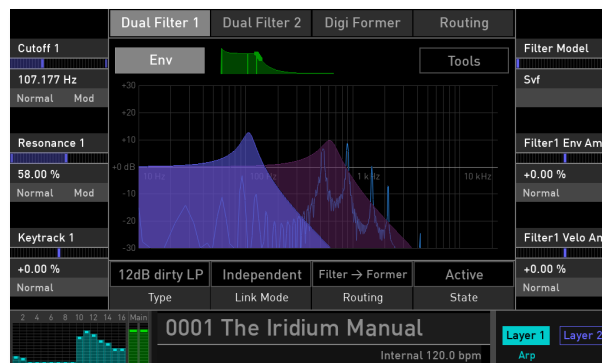 Dual Filter 1 Dual Filter 2 Digi Former Routing
Cutoff 1
Env
Tools
Filter Model
107.177 Hz
Svf
Normal Mod
+30
+20
+10
+0 dB
-10
-20
-30
10 Hz 100 Hz 1 kHz 10 kHz
Resonance 1
58.00 %
Normal Mod
Filter1 Env Am
+0.00 %
Normal
Keytrack 1
+0.00 %
Normal
Filter1 Velo Am
+0.00 %
Normal
12dB dirty LP Independent Filter → Former Active
Type Link Mode Routing State
2 4 6 8 10 12 14 16 Main
0001 The Iridium Manual
Internal 120.0 bpm
Layer 1 Layer 2
Arp